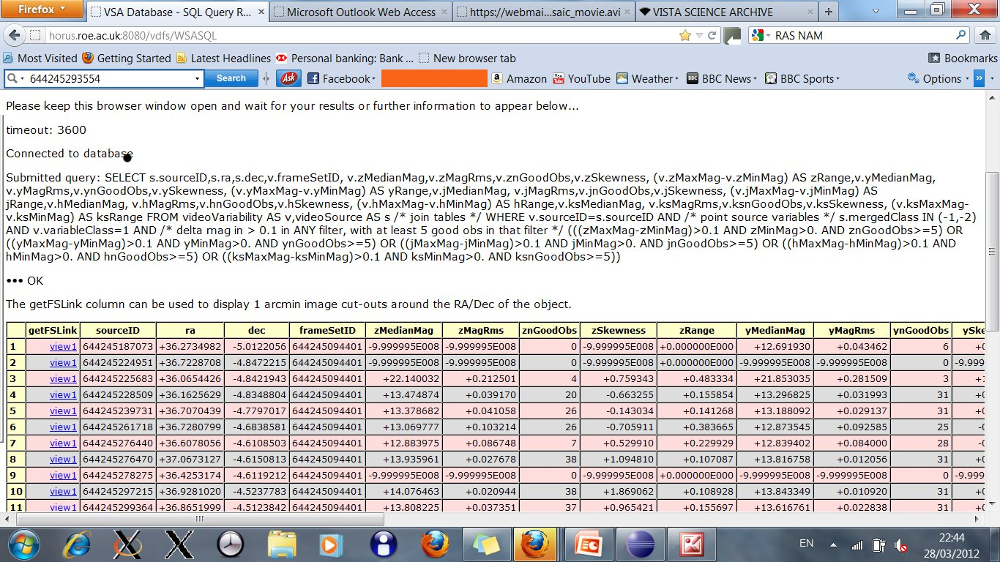 Firefox
VSA Database - SQL Query R... ×
Microsoft Outlook Web Access ×
https://webmai...saic_movie.avi ×
VISTA SCIENCE ARCHIVE ×
horus.roe.ac.uk:8080/vdfs/WSASQL
RAS NAM
Most Visited Getting Started Latest Headlines Personal banking: Bank ... New browser tab Bookmarks
644245293554 Search Ask Facebook Amazon YouTube Weather BBC News BBC Sports Options »
Please keep this browser window open and wait for your results or further information to appear below...
timeout: 3600
Connected to database
Submitted query: SELECT s.sourceID,s.ra,s.dec,v.frameSetID, v.zMedianMag,v.zMagRms,v.znGoodObs,v.zSkewness, (v.zMaxMag-v.zMinMag) AS zRange,v.yMedianMag,
v.yMagRms,v.ynGoodObs,v.ySkewness, (v.yMaxMag-v.yMinMag) AS yRange,v.jMedianMag, v.jMagRms,v.jnGoodObs,v.jSkewness, (v.jMaxMag-v.jMinMag) AS
jRange,v.hMedianMag, v.hMagRms,v.hnGoodObs,v.hSkewness, (v.hMaxMag-v.hMinMag) AS hRange,v.ksMedianMag, v.ksMagRms,v.ksnGoodObs,v.ksSkewness, (v.ksMaxMag-
v.ksMinMag) AS ksRange FROM videoVariability AS v,videoSource AS s /* join tables */ WHERE v.sourceID=s.sourceID AND /* point source variables */ s.mergedClass IN (-1,-2)
AND v.variableClass=1 AND /* delta mag in > 0.1 in ANY filter, with at least 5 good obs in that filter */ (((zMaxMag-zMinMag)>0.1 AND zMinMag>0. AND znGoodObs>=5) OR
((yMaxMag-yMinMag)>0.1 AND yMinMag>0. AND ynGoodObs>=5) OR ((jMaxMag-jMinMag)>0.1 AND jMinMag>0. AND jnGoodObs>=5) OR ((hMaxMag-hMinMag)>0.1 AND
hMinMag>0. AND hnGoodObs>=5) OR ((ksMaxMag-ksMinMag)>0.1 AND ksMinMag>0. AND ksnGoodObs>=5))
••• OK
The getFSLink column can be used to display 1 arcmin image cut-outs around the RA/Dec of the object.
getFSLink sourceID ra dec frameSetID zMedianMag zMagRms znGoodObs zSkewness zRange yMedianMag yMagRms ynGoodObs ySke
1 view1 644245187073 +36.2734982 -5.0122056 644245094401 -9.999995E008 -9.999995E008 0 -9.999995E008 +0.000000E000 +12.691930 +0.043462 6 +0
2 view1 644245224951 +36.7228708 -4.8472215 644245094401 -9.999995E008 -9.999995E008 0 -9.999995E008 +0.000000E000 -9.999995E008 -9.999995E008 0 -9.999
3 view1 644245225683 +36.0654426 -4.8421943 644245094401 +22.140032 +0.212501 4 +0.759343 +0.483334 +21.853035 +0.281509 3 +1
4 view1 644245228509 +36.1625629 -4.8348804 644245094401 +13.474874 +0.039170 20 -0.663255 +0.155854 +13.296825 +0.031993 31 +0
5 view1 644245239731 +36.7070439 -4.7797017 644245094401 +13.378682 +0.041058 26 -0.143034 +0.141268 +13.188092 +0.029137 31 +0
6 view1 644245261718 +36.7280799 -4.6838581 644245094401 +13.069777 +0.103214 26 -0.705911 +0.383665 +12.873545 +0.092585 25 -0
7 view1 644245276440 +36.6078056 -4.6108503 644245094401 +12.883975 +0.086748 7 +0.529910 +0.229929 +12.839402 +0.084000 28 -0
8 view1 644245276470 +37.0673127 -4.6150813 644245094401 +13.935961 +0.027678 38 +1.094810 +0.107087 +13.816758 +0.012056 31 +0
9 view1 644245278275 +36.4253174 -4.6119212 644245094401 -9.999995E008 -9.999995E008 0 -9.999995E008 +0.000000E000 -9.999995E008 -9.999995E008 0 -9.999
10 view1 644245297215 +36.9281020 -4.5237783 644245094401 +14.076463 +0.020944 38 +1.869062 +0.108928 +13.843349 +0.010920 31 +0
11 view1 644245299364 +36.8651999 -4.5123842 644245094401 +13.808225 +0.037351 37 +0.965421 +0.155697 +13.616761 +0.022838 31 +0
EN
22:44
28/03/2012